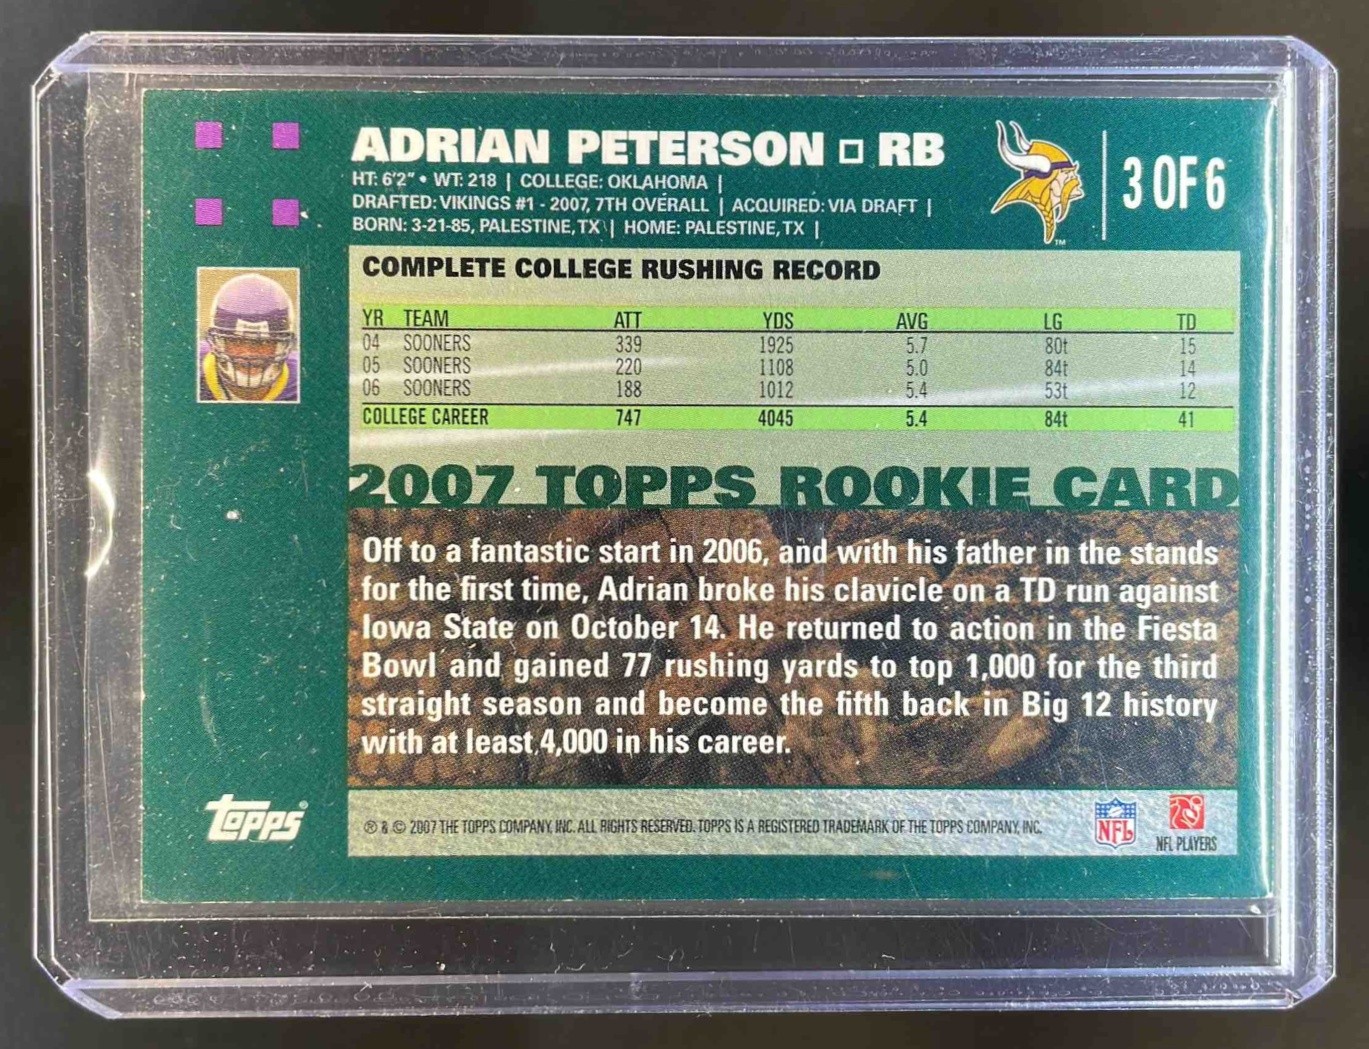 ADRIAN PETERSON □ RB
3 OF 6
HT: 6'2" • WT: 218 | COLLEGE: OKLAHOMA |
DRAFTED: VIKINGS #1 - 2007, 7TH OVERALL | ACQUIRED: VIA DRAFT |
BORN: 3-21-85, PALESTINE, TX | HOME: PALESTINE, TX |
TM
COMPLETE COLLEGE RUSHING RECORD
YR TEAM ATT YDS AVG LG TD
04 SOONERS 339 1925 5.7 80t 15
05 SOONERS 220 1108 5.0 84t 14
06 SOONERS 188 1012 5.4 53t 12
COLLEGE CAREER 747 4045 5.4 84t 41
2007 TOPPS ROOKIE CARD
Off to a fantastic start in 2006, and with his father in the stands
for the first time, Adrian broke his clavicle on a TD run against
Iowa State on October 14. He returned to action in the Fiesta
Bowl and gained 77 rushing yards to top 1,000 for the third
straight season and become the fifth back in Big 12 history
with at least 4,000 in his career.
Topps®
® & © 2007 THE TOPPS COMPANY, INC. ALL RIGHTS RESERVED. TOPPS IS A REGISTERED TRADEMARK OF THE TOPPS COMPANY, INC.
NFL
NFL PLAYERS